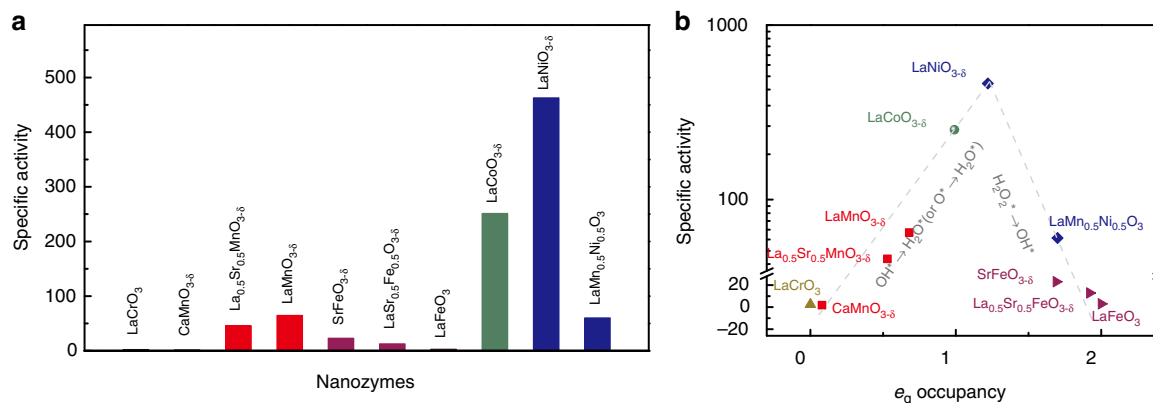 a
Specific activity
500
400
300
200
100
0
LaCrO3
CaMnO3-δ
La0.5Sr0.5MnO3-δ
LaMnO3-δ
SrFeO3-δ
LaSr0.5Fe0.5O3-δ
LaFeO3
LaCoO3-δ
LaNiO3-δ
LaMn0.5Ni0.5O3
Nanozymes
b
Specific activity
1000
100
20
0
−20
LaNiO3-δ
LaCoO3-δ
LaMnO3-δ
La0.5Sr0.5MnO3-δ
LaCrO3
CaMnO3-δ
OH* → H2O*(or O* → H2O*)
H2O2* → OH*
LaMn0.5Ni0.5O3
SrFeO3-δ
La0.5Sr0.5FeO3-δ
LaFeO3
0
1
2
eg occupancy